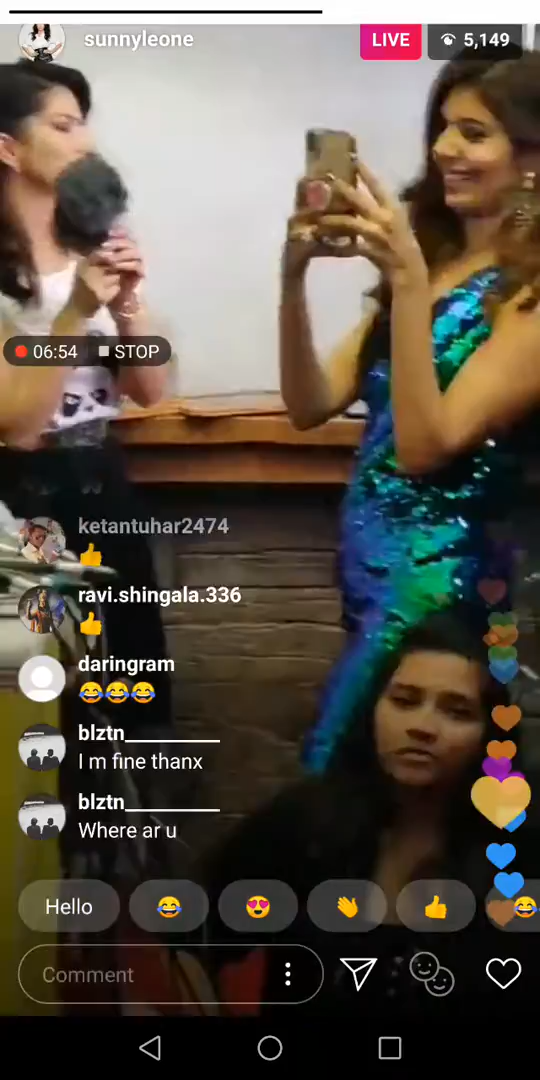 sunnyleone
LIVE
5,149
06:54
STOP
ketantuhar2474
👍
ravi.shingala.336
👍
daringram
😂😂😂
blztn_________
I m fine thanx
blztn_________
Where ar u
Hello 😂 😍 👏 👍 😂
Comment